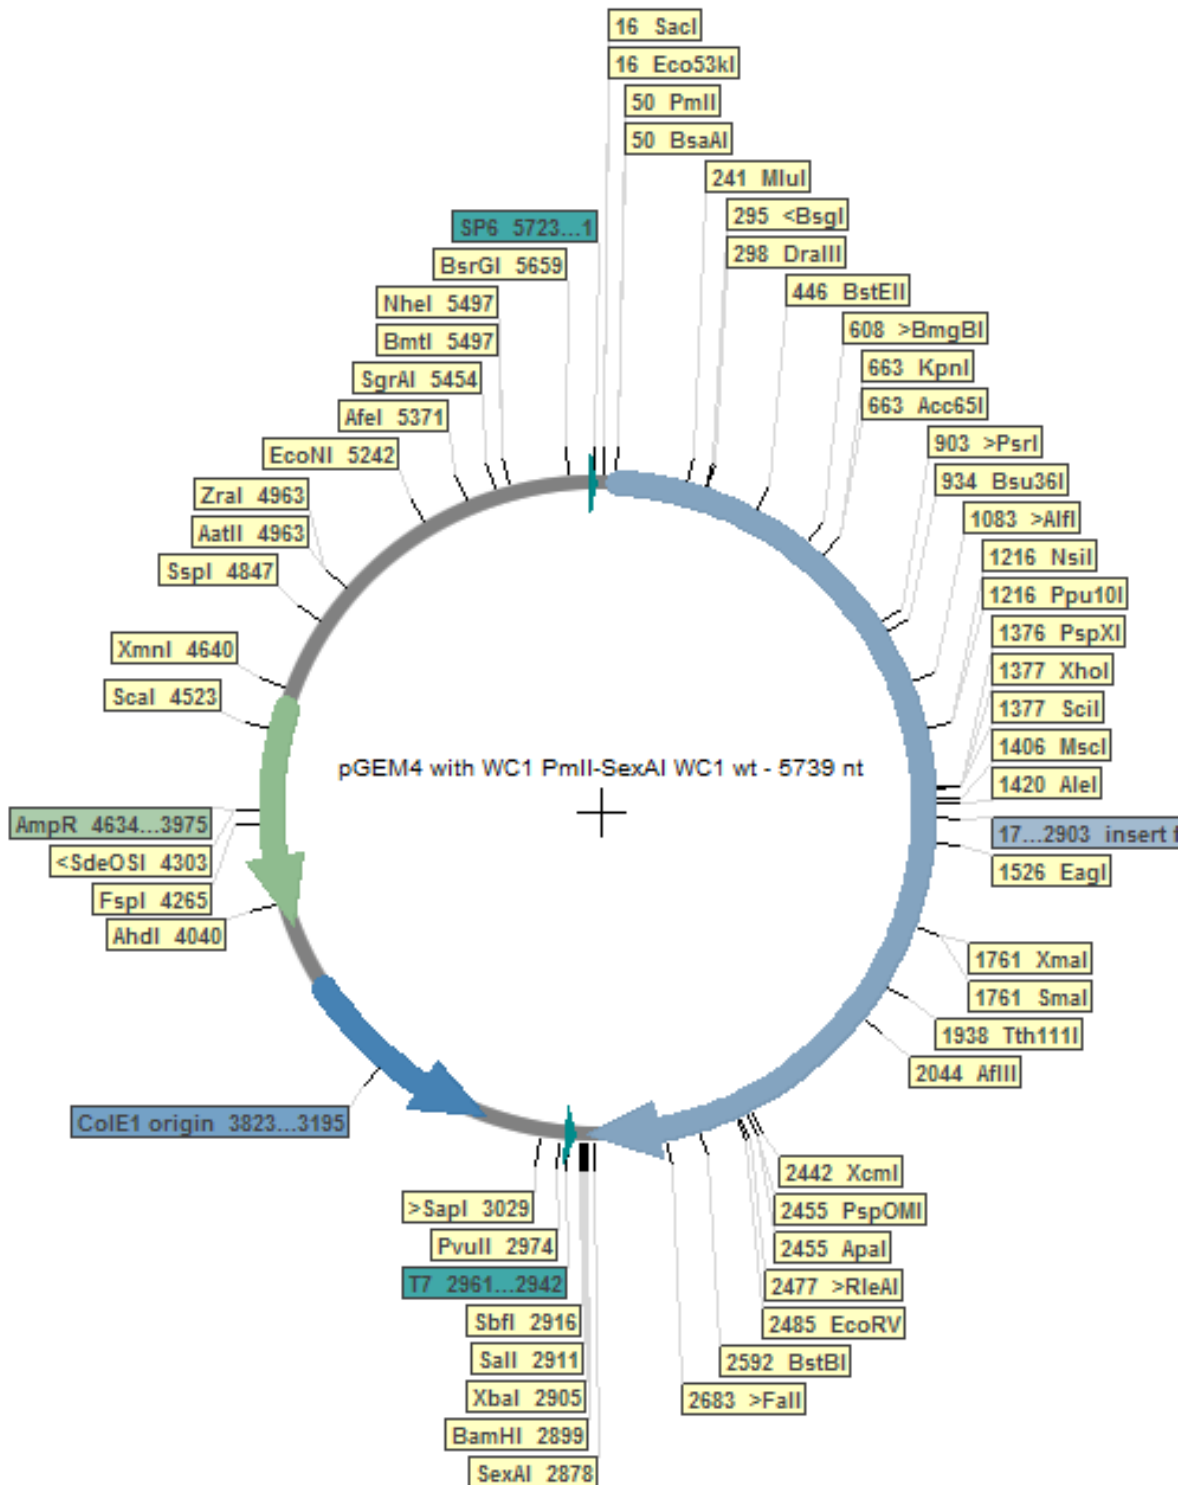 16 SacI
16 Eco53kI
50 PmlI
50 BsaAI
241 MluI
295 <BsgI
298 DraIII
446 BstEII
608 >BmgBI
663 KpnI
663 Acc65I
903 >PsrI
934 Bsu36I
1083 >AlfI
1216 NsiI
1216 Ppu10I
1376 PspXI
1377 XhoI
1377 SciI
1406 MscI
1420 AleI
17...2903 insert f
1526 EagI
1761 XmaI
1761 SmaI
1938 Tth111I
2044 AflII
2442 XcmI
2455 PspOMI
2455 ApaI
2477 >RleAI
2485 EcoRV
2592 BstBI
2683 >FalI
SP6 5723...1
BsrGI 5659
NheI 5497
BmtI 5497
SgrAI 5454
AfeI 5371
EcoNI 5242
ZraI 4963
AatII 4963
SspI 4847
XmnI 4640
ScaI 4523
pGEM4 with WC1 PmlI-SexAI WC1 wt - 5739 nt
AmpR 4634...3975
<SdeOSI 4303
FspI 4265
AhdI 4040
ColE1 origin 3823...3195
>SapI 3029
PvuII 2974
T7 2961...2942
SbfI 2916
SalI 2911
XbaI 2905
BamHI 2899
SexAI 2878